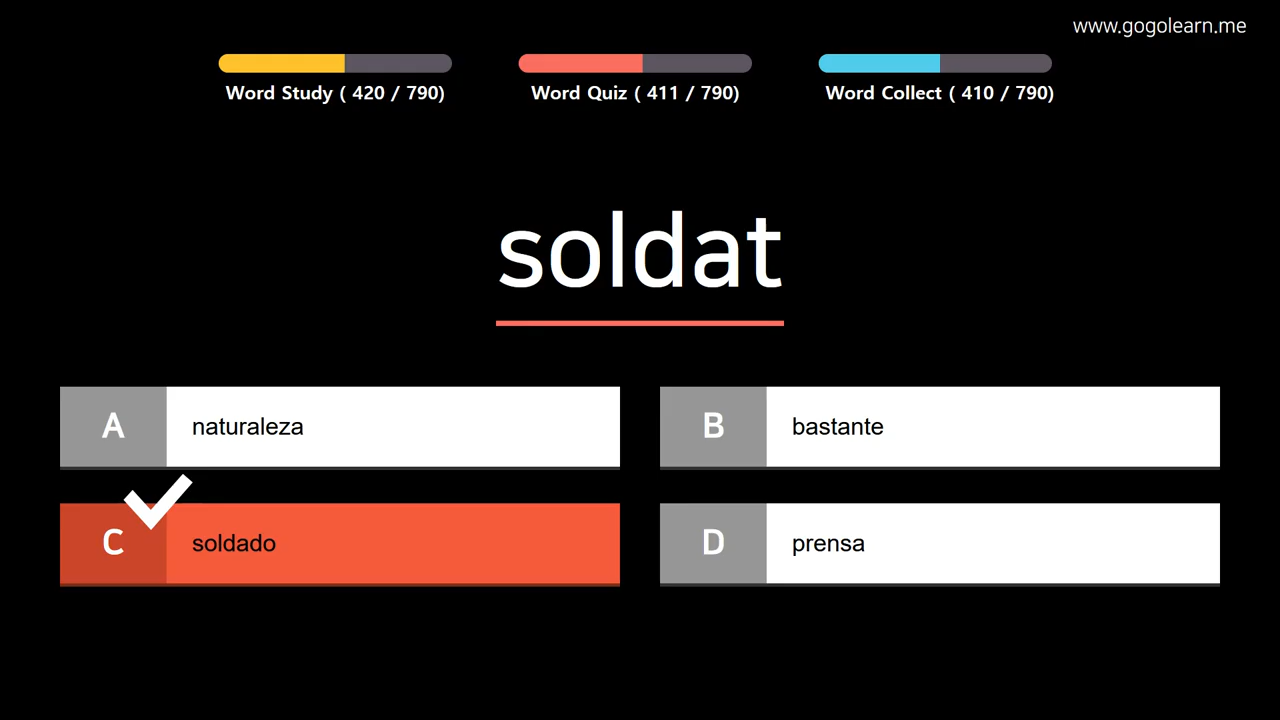 www.gogolearn.me
Word Study ( 420 / 790)
Word Quiz ( 411 / 790)
Word Collect ( 410 / 790)
soldat
A naturaleza
B bastante
C soldado
D prensa